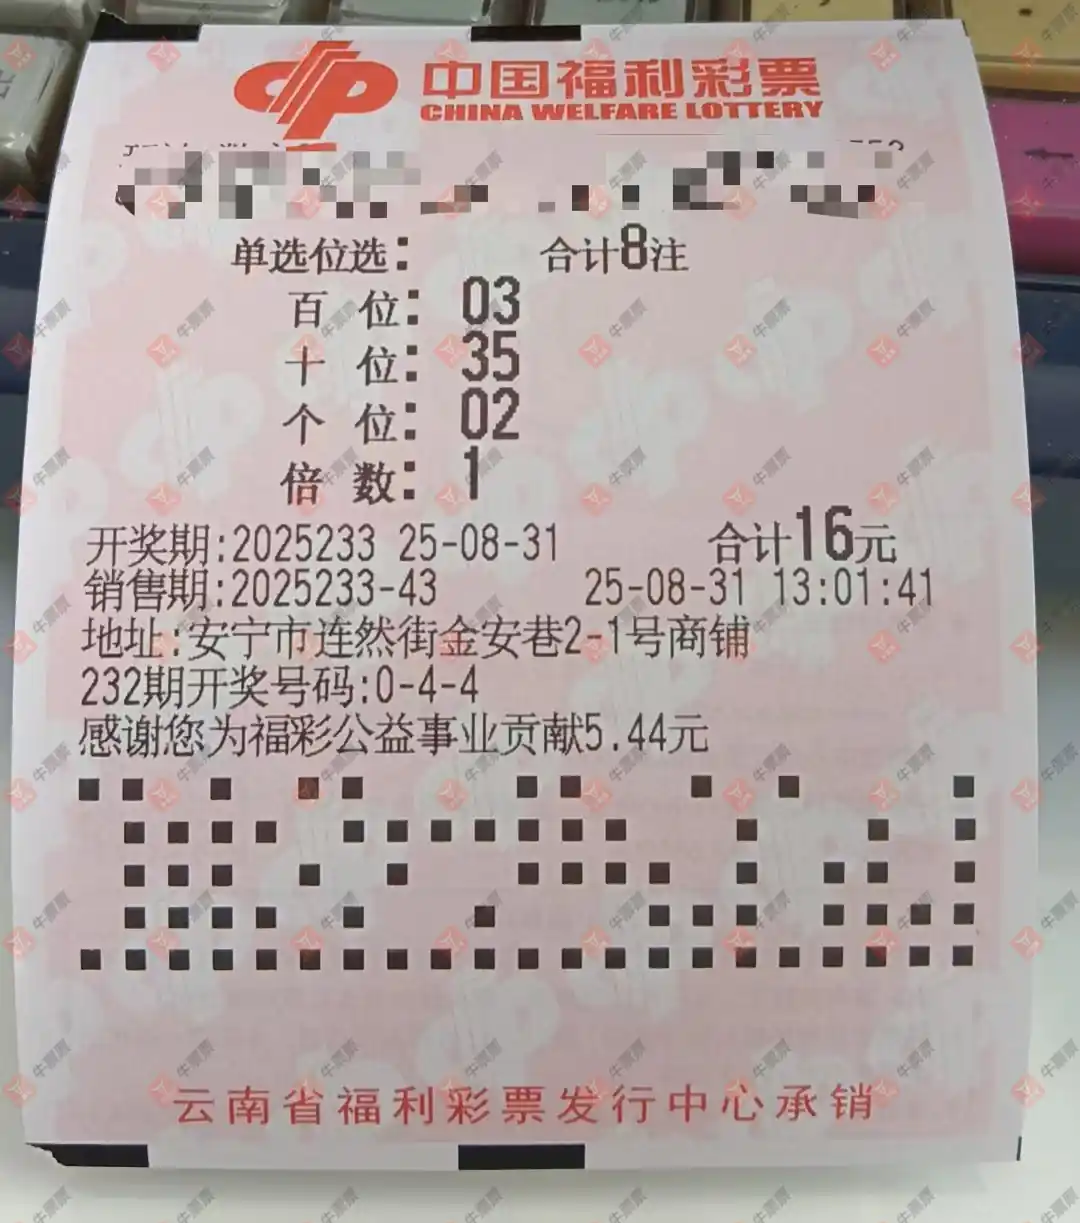 中国福利彩票
CHINA WELFARE LOTTERY
单选位选: 合计8注
百 位: 03
十 位: 35
个 位: 02
倍 数: 1
开奖期:2025233 25-08-31 合计16元
销售期:2025233-43 25-08-31 13:01:41
地址:安宁市连然街金安巷2-1号商铺
232期开奖号码:0-4-4
感谢您为福彩公益事业贡献5.44元
云南省福利彩票发行中心承销
牛票票